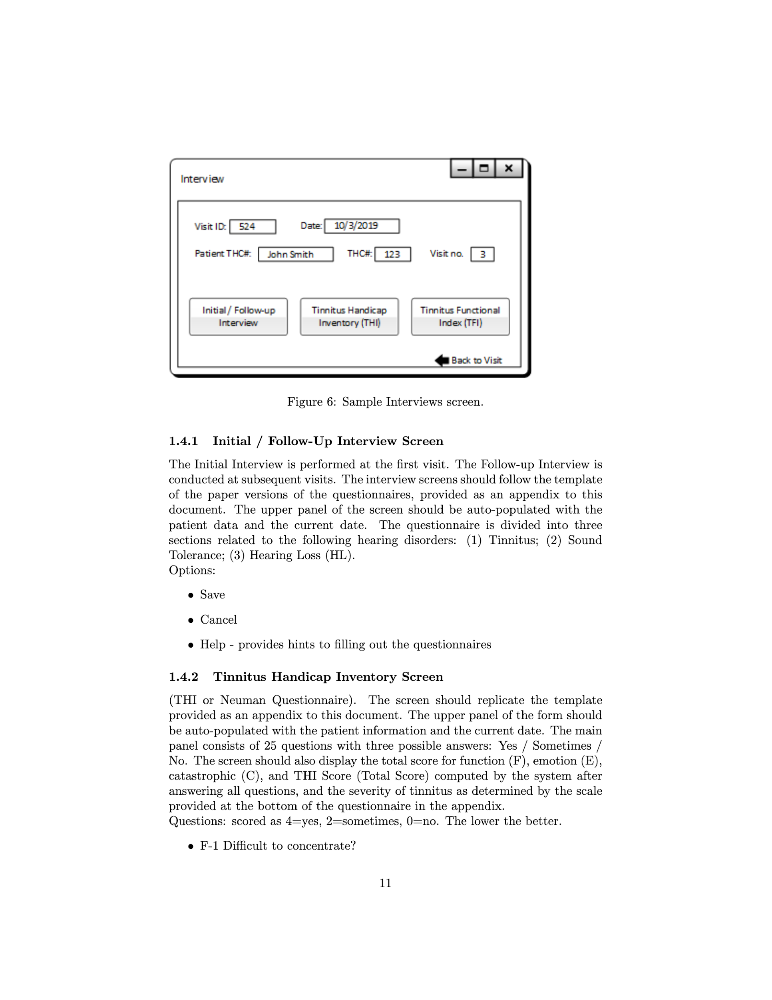 Interview
Visit ID: 524 Date: 10/3/2019
Patient THC#: John Smith THC#: 123 Visit no. 3
Initial / Follow-up Interview
Tinnitus Handicap Inventory (THI)
Tinnitus Functional Index (TFI)
Back to Visit
Figure 6: Sample Interviews screen.
1.4.1 Initial / Follow-Up Interview Screen
The Initial Interview is performed at the first visit. The Follow-up Interview is
conducted at subsequent visits. The interview screens should follow the template
of the paper versions of the questionnaires, provided as an appendix to this
document. The upper panel of the screen should be auto-populated with the
patient data and the current date. The questionnaire is divided into three
sections related to the following hearing disorders: (1) Tinnitus; (2) Sound
Tolerance; (3) Hearing Loss (HL).
Options:
• Save
• Cancel
• Help - provides hints to filling out the questionnaires
1.4.2 Tinnitus Handicap Inventory Screen
(THI or Neuman Questionnaire). The screen should replicate the template
provided as an appendix to this document. The upper panel of the form should
be auto-populated with the patient information and the current date. The main
panel consists of 25 questions with three possible answers: Yes / Sometimes /
No. The screen should also display the total score for function (F), emotion (E),
catastrophic (C), and THI Score (Total Score) computed by the system after
answering all questions, and the severity of tinnitus as determined by the scale
provided at the bottom of the questionnaire in the appendix.
Questions: scored as 4=yes, 2=sometimes, 0=no. The lower the better.
• F-1 Difficult to concentrate?
11